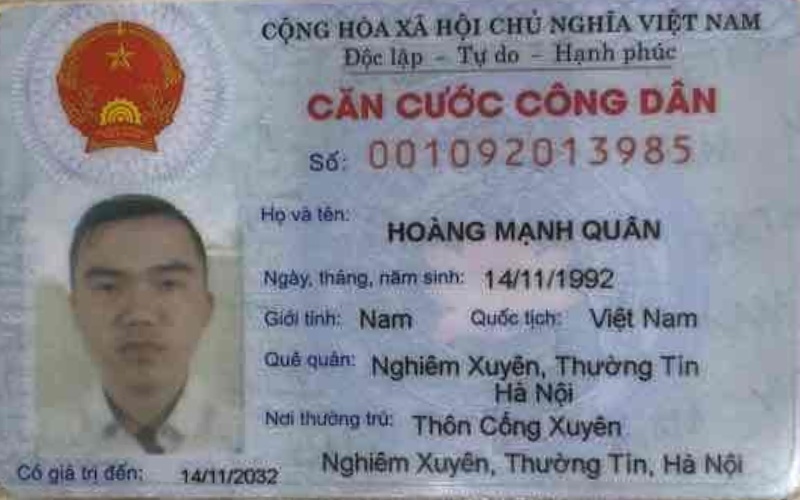 CỘNG HÒA XÃ HỘI CHỦ NGHĨA VIỆT NAM
Độc lập - Tự do - Hạnh phúc
CĂN CƯỚC CÔNG DÂN
Số: 001092013985
Họ và tên: HOÀNG MẠNH QUÂN
Ngày, tháng, năm sinh: 14/11/1992
Giới tính: Nam Quốc tịch: Việt Nam
Quê quán: Nghiêm Xuyên, Thường Tín
Hà Nội
Nơi thường trú: Thôn Cống Xuyên
Nghiêm Xuyên, Thường Tín, Hà Nội
Có giá trị đến: 14/11/2032